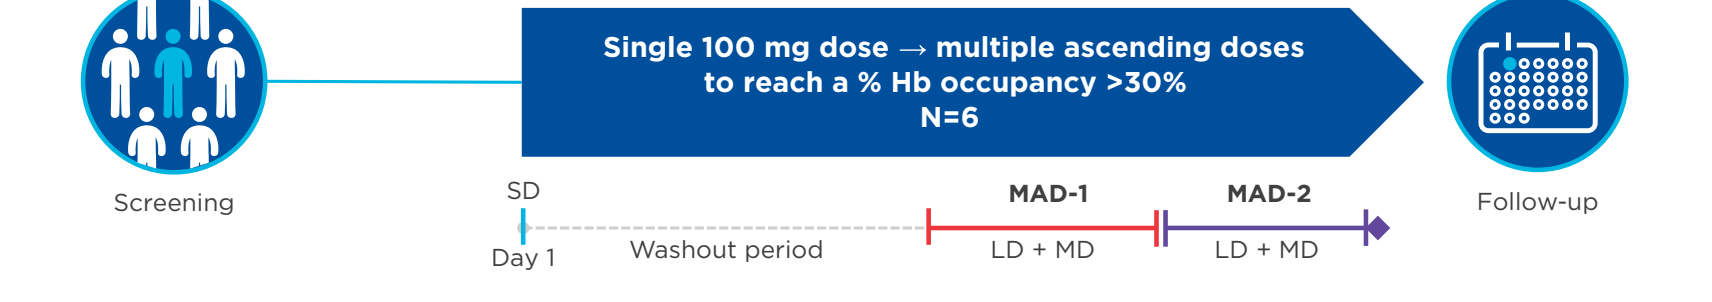 Single 100 mg dose → multiple ascending doses
to reach a % Hb occupancy >30%
N=6
Screening
SD
Day 1
Washout period
MAD-1
LD + MD
MAD-2
LD + MD
Follow-up